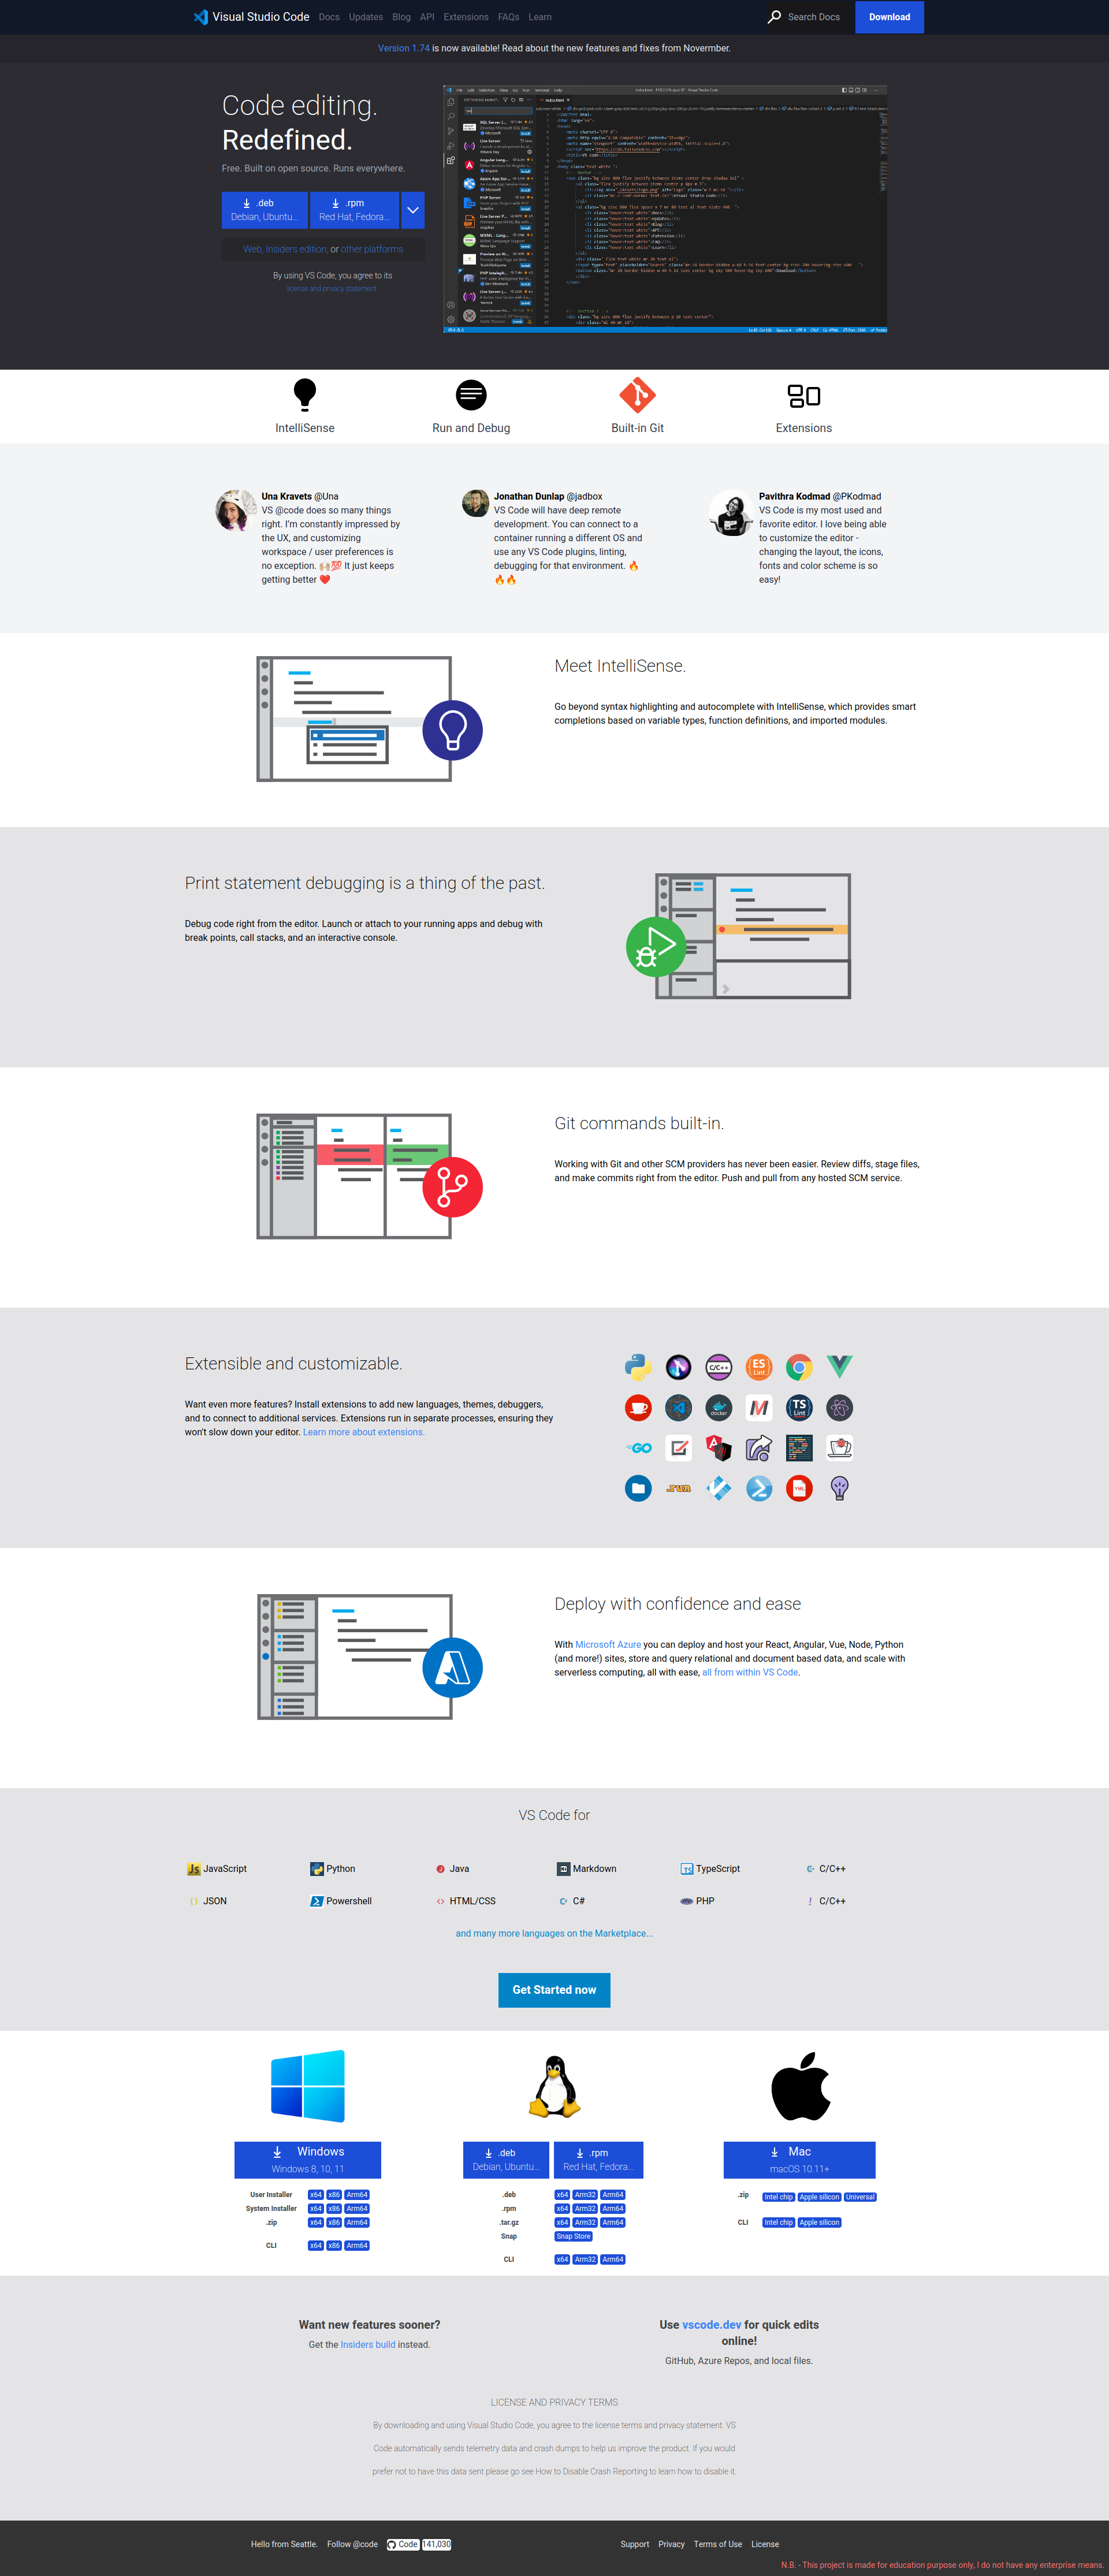 Visual Studio Code Docs Updates Blog API Extensions FAQs Learn Search Docs Download
Version 1.74 is now available! Read about the new features and fixes from Novermber.
Code editing.
Redefined.
Free. Built on open source. Runs everywhere.
.deb
Debian, Ubuntu...
.rpm
Red Hat, Fedora...
Web, Insiders edition, or other platforms
By using VS Code, you agree to its
license and privacy statement.
IntelliSense
Run and Debug
Built-in Git
Extensions
Una Kravets @Una
VS @code does so many things
right. I'm constantly impressed by
the UX, and customizing
workspace / user preferences is
no exception. 🙌🏼💯 It just keeps
getting better ❤️
Jonathan Dunlap @jadbox
VS Code will have deep remote
development. You can connect to a
container running a different OS and
use any VS Code plugins, linting,
debugging for that environment. 🔥
🔥🔥
Pavithra Kodmad @PKodmad
VS Code is my most used and
favorite editor. I love being able
to customize the editor -
changing the layout, the icons,
fonts and color scheme is so
easy!
Meet IntelliSense.
Go beyond syntax highlighting and autocomplete with IntelliSense, which provides smart
completions based on variable types, function definitions, and imported modules.
Print statement debugging is a thing of the past.
Debug code right from the editor. Launch or attach to your running apps and debug with
break points, call stacks, and an interactive console.
Git commands built-in.
Working with Git and other SCM providers has never been easier. Review diffs, stage files,
and make commits right from the editor. Push and pull from any hosted SCM service.
Extensible and customizable.
Want even more features? Install extensions to add new languages, themes, debuggers,
and to connect to additional services. Extensions run in separate processes, ensuring they
won't slow down your editor. Learn more about extensions.
C/C++
ES
Lint
docker
TS
Lint
GO
.run
YML
Deploy with confidence and ease
With Microsoft Azure you can deploy and host your React, Angular, Vue, Node, Python
(and more!) sites, store and query relational and document based data, and scale with
serverless computing, all with ease, all from within VS Code.
VS Code for
JavaScript
Python
Java
Markdown
TypeScript
C/C++
JSON
Powershell
HTML/CSS
C#
PHP
C/C++
and many more languages on the Marketplace...
Get Started now
Windows
Windows 8, 10, 11
User Installer x64 x86 Arm64
System Installer x64 x86 Arm64
.zip x64 x86 Arm64
CLI x64 x86 Arm64
.deb
Debian, Ubuntu...
.rpm
Red Hat, Fedora...
.deb x64 Arm32 Arm64
.rpm x64 Arm32 Arm64
.tar.gz x64 Arm32 Arm64
Snap Snap Store
CLI x64 Arm32 Arm64
Mac
macOS 10.11+
.zip Intel chip Apple silicon Universal
CLI Intel chip Apple silicon
Want new features sooner?
Get the Insiders build instead.
Use vscode.dev for quick edits
online!
GitHub, Azure Repos, and local files.
LICENSE AND PRIVACY TERMS
By downloading and using Visual Studio Code, you agree to the license terms and privacy statement. VS
Code automatically sends telemetry data and crash dumps to help us improve the product. If you would
prefer not to have this data sent please go see How to Disable Crash Reporting to learn how to disable it.
Hello from Seattle. Follow @code Code 141,030 Support Privacy Terms of Use License
N.B. - This project is made for education purpose only, I do not have any enterprise means.